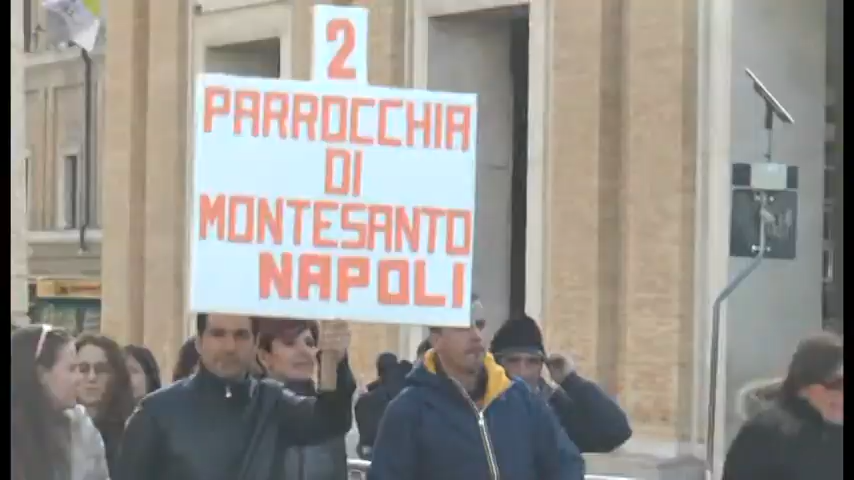 2
PARROCCHIA
DI
MONTESANTO
NAPOLI